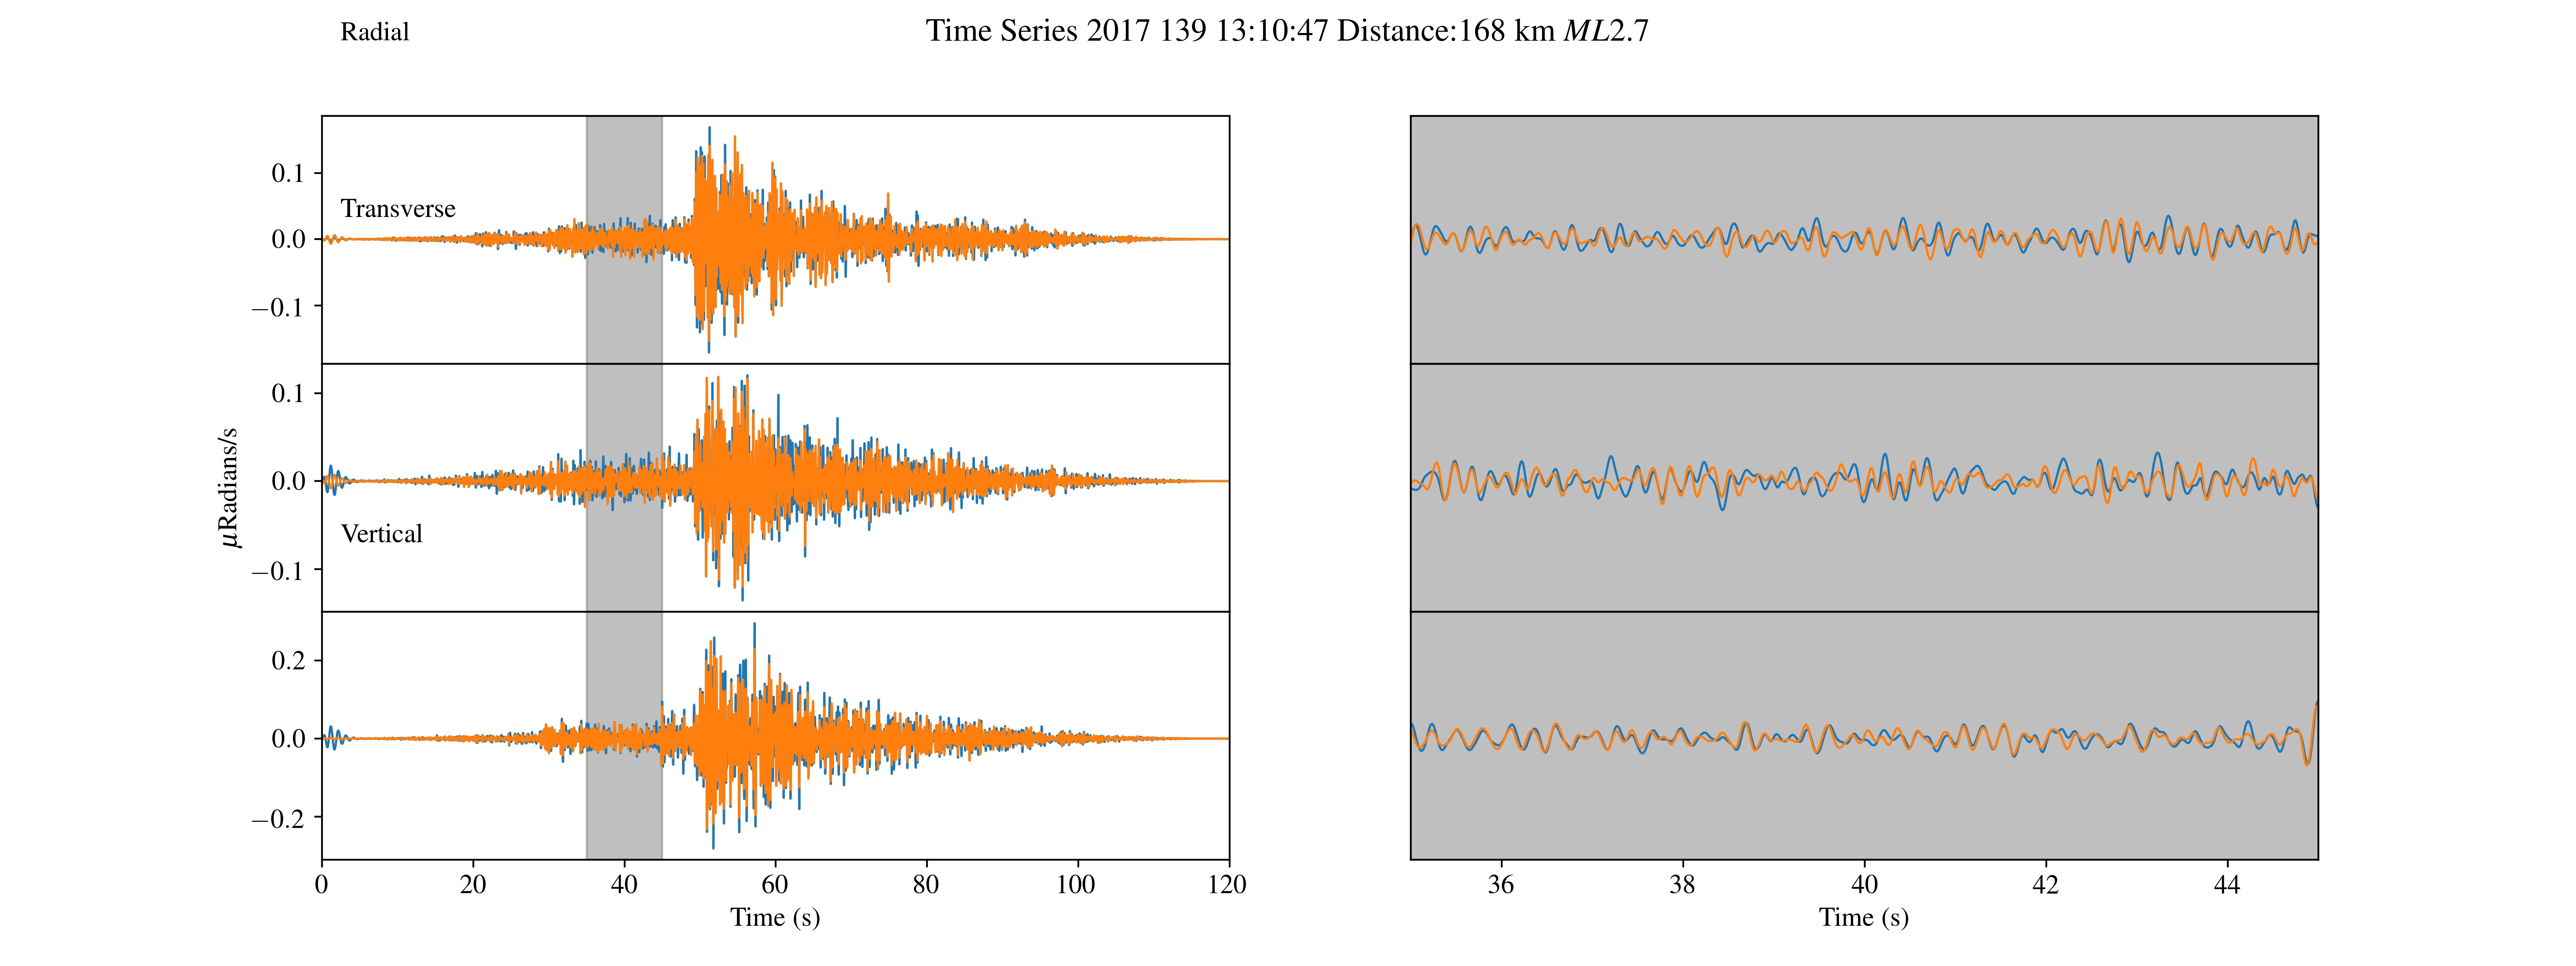 Radial
Time Series 2017 139 13:10:47 Distance:168 km ML2.7
0.1
Transverse
0.0
−0.1
0.1
0.0
Vertical
−0.1
μRadians/s
0.2
0.0
−0.2
0 20 40 60 80 100 120
Time (s)
36 38 40 42 44
Time (s)